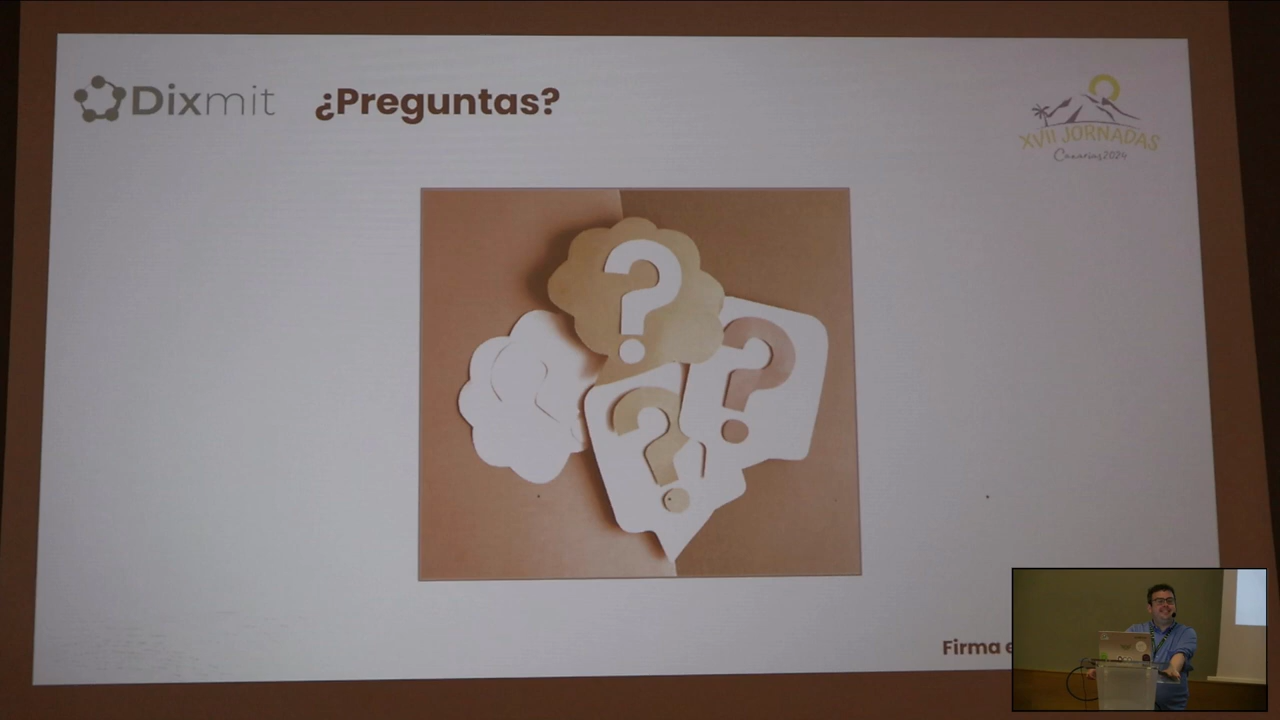 Dixmit
¿Preguntas?
XVII JORNADAS
Canarias2024
Firma e